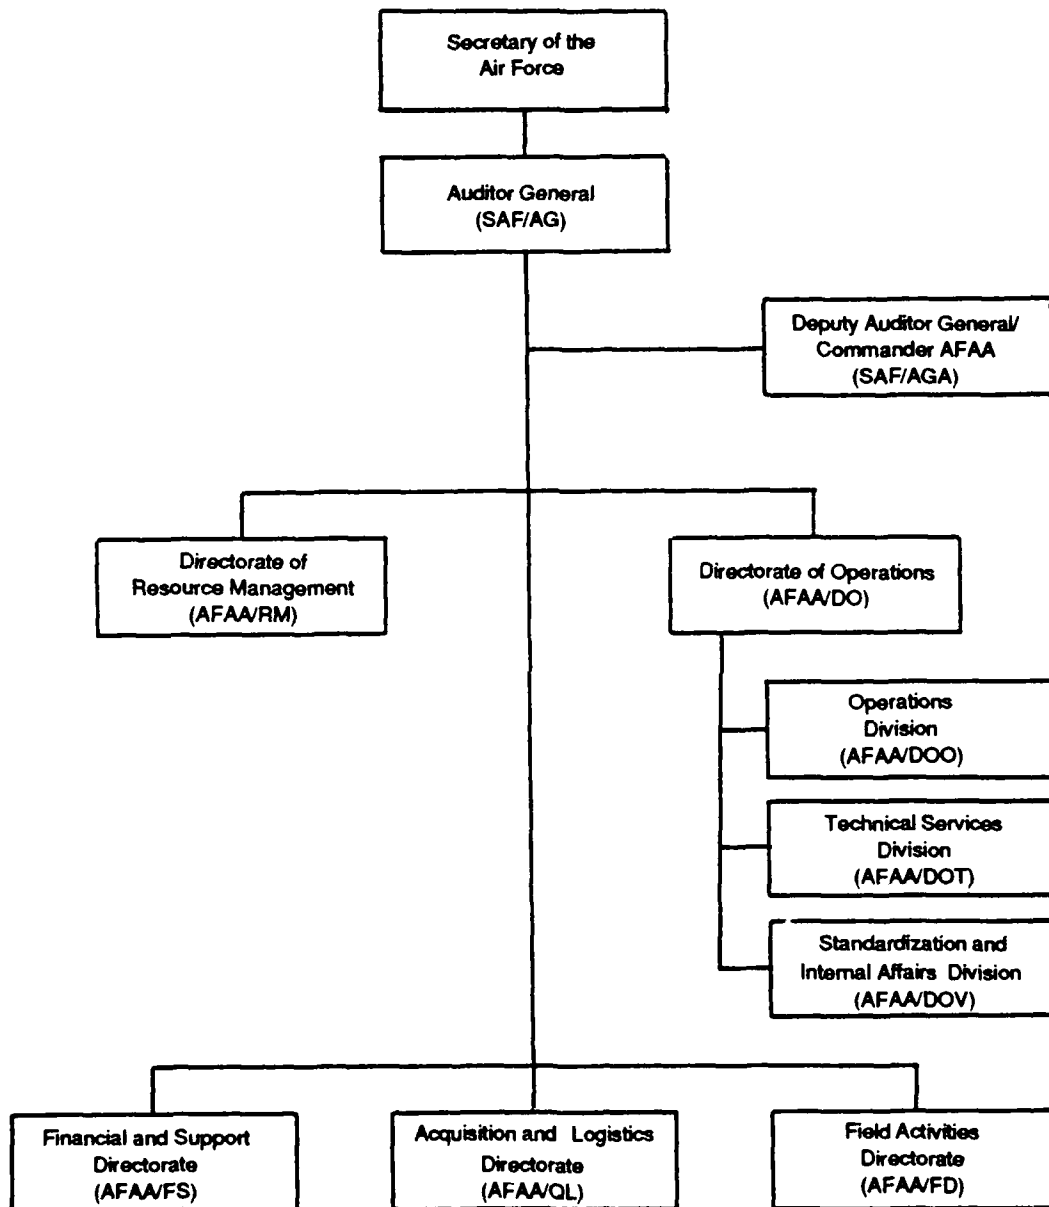 Secretary of the
Air Force
Auditor General
(SAF/AG)
Deputy Auditor General/
Commander AFAA
(SAF/AGA)
Directorate of
Resource Management
(AFAA/RM)
Directorate of Operations
(AFAA/DO)
Operations
Division
(AFAA/DOO)
Technical Services
Division
(AFAA/DOT)
Standardization and
Internal Affairs Division
(AFAA/DOV)
Financial and Support
Directorate
(AFAA/FS)
Acquisition and Logistics
Directorate
(AFAA/QL)
Field Activities
Directorate
(AFAA/FD)